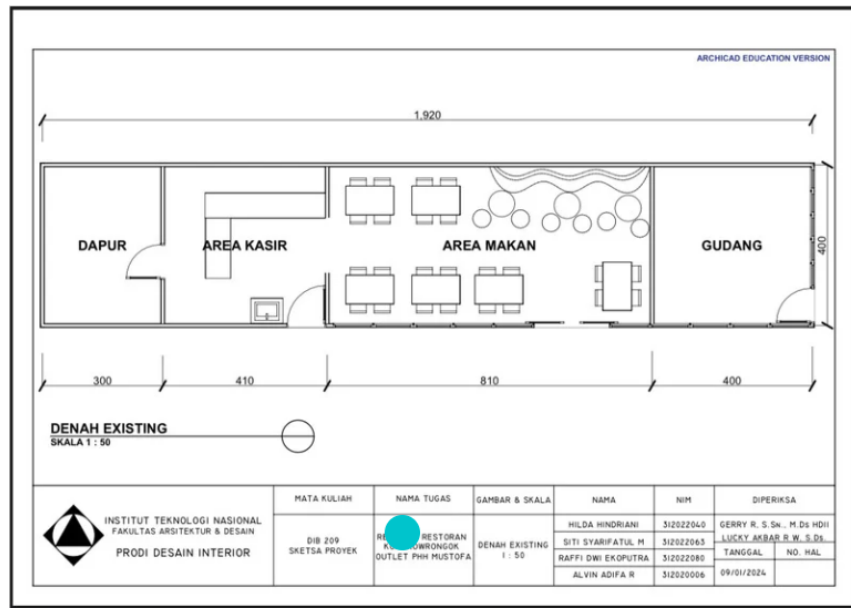 ARCHICAD EDUCATION VERSION
1,920
DAPUR
AREA KASIR
AREA MAKAN
GUDANG
400
300
410
810
400
DENAH EXISTING
SKALA 1 : 50
INSTITUT TEKNOLOGI NASIONAL
FAKULTAS ARSITEKTUR & DESAIN
PRODI DESAIN INTERIOR
MATA KULIAH
DIB 209
SKETSA PROYEK
NAMA TUGAS
RESTORAN
OUTLET PHH MUSTOFA
GAMBAR & SKALA
DENAH EXISTING
1 : 50
NAMA
HILDA HINDRIANI
SITI SYARIFATUL M
RAFFI DWI EKOPUTRA
ALVIN ADIFA R
NIM
312022040
312022063
312022080
312020006
DIPERIKSA
GERRY R, S.Sn., M.Ds HDII
LUCKY AKBAR R W, S.Ds.
TANGGAL
NO. HAL
09/01/2024